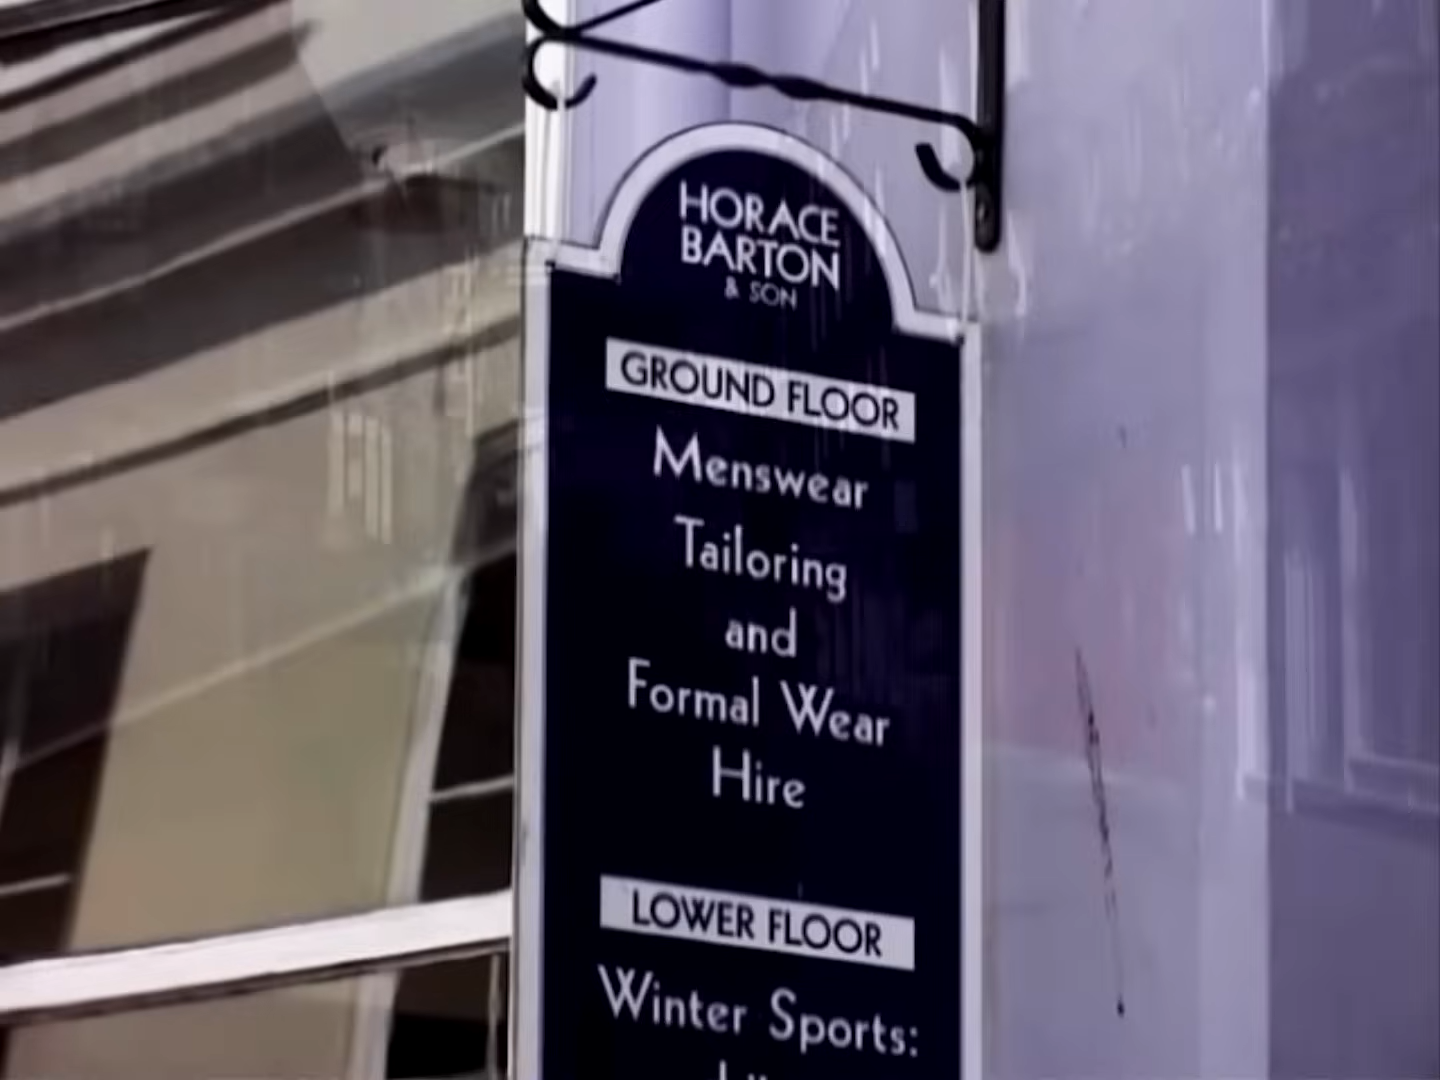 HORACE
BARTON
& SON
GROUND FLOOR
Menswear
Tailoring
and
Formal Wear
Hire
LOWER FLOOR
Winter Sports: